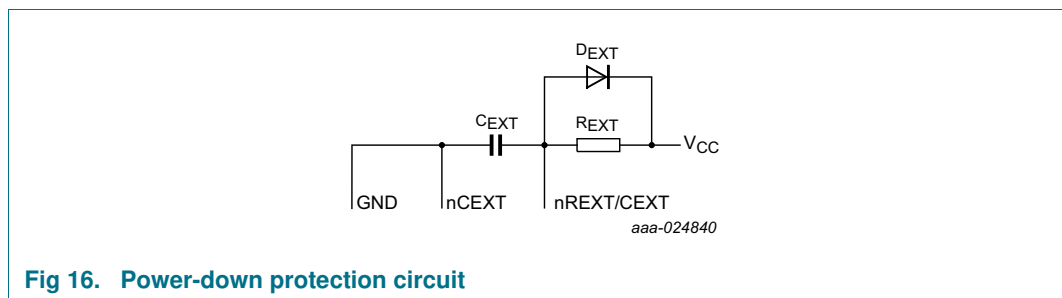 DEXT
CEXT
REXT
VCC
GND
nCEXT
nREXT/CEXT
aaa-024840
Fig 16. Power-down protection circuit